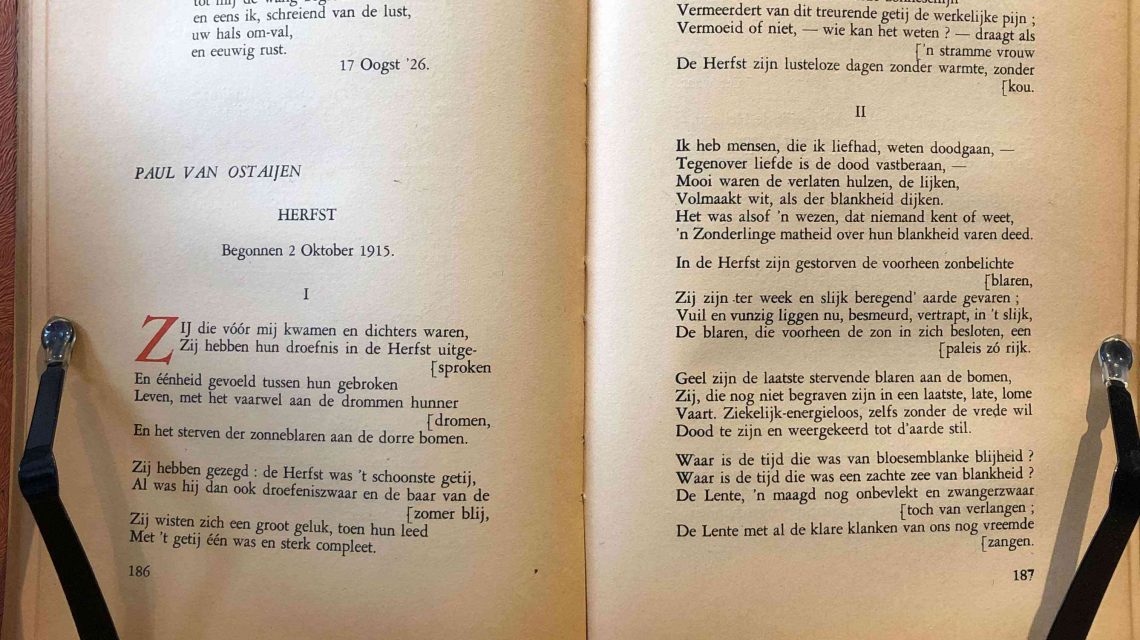 en eens ik, schreiend van de lust,
uw hals om-val,
en eeuwig rust.
17 Oogst '26.
PAUL VAN OSTAIJEN
HERFST
Begonnen 2 Oktober 1915.
I
ZIJ die vóór mij kwamen en dichters waren,
Zij hebben hun droefnis in de Herfst uitge-
[sproken
En éénheid gevoeld tussen hun gebroken
Leven, met het vaarwel aan de drommen hunner
[dromen,
En het sterven der zonneblaren aan de dorre bomen.
Zij hebben gezegd : de Herfst was 't schoonste getij,
Al was hij dan ook droefeniszwaar en de baar van de
[zomer blij,
Zij wisten zich een groot geluk, toen hun leed
Met 't getij één was en sterk compleet.
186
Vermeerdert van dit treurende getij de werkelijke pijn ;
Vermoeid of niet, — wie kan het weten ? — draagt als
['n stramme vrouw
De Herfst zijn lusteloze dagen zonder warmte, zonder
[kou.
II
Ik heb mensen, die ik liefhad, weten doodgaan, —
Tegenover liefde is de dood vastberaan, —
Mooi waren de verlaten hulzen, de lijken,
Volmaakt wit, als der blankheid dijken.
Het was alsof 'n wezen, dat niemand kent of weet,
'n Zonderlinge matheid over hun blankheid varen deed.
In de Herfst zijn gestorven de voorheen zonbelichte
[blaren,
Zij zijn ter week en slijk beregend' aarde gevaren ;
Vuil en vunzig liggen nu, besmeurd, vertrapt, in 't slijk,
De blaren, die voorheen de zon in zich besloten, een
[paleis zó rijk.
Geel zijn de laatste stervende blaren aan de bomen,
Zij, die nog niet begraven zijn in een laatste, late, lome
Vaart. Ziekelijk-energieloos, zelfs zonder de vrede wil
Dood te zijn en weergekeerd tot d'aarde stil.
Waar is de tijd die was van bloesemblanke blijheid ?
Waar is de tijd die was een zachte zee van blankheid ?
De Lente, 'n maagd nog onbevlekt en zwangerzwaar
[toch van verlangen ;
De Lente met al de klare klanken van ons nog vreemde
[zangen.
187